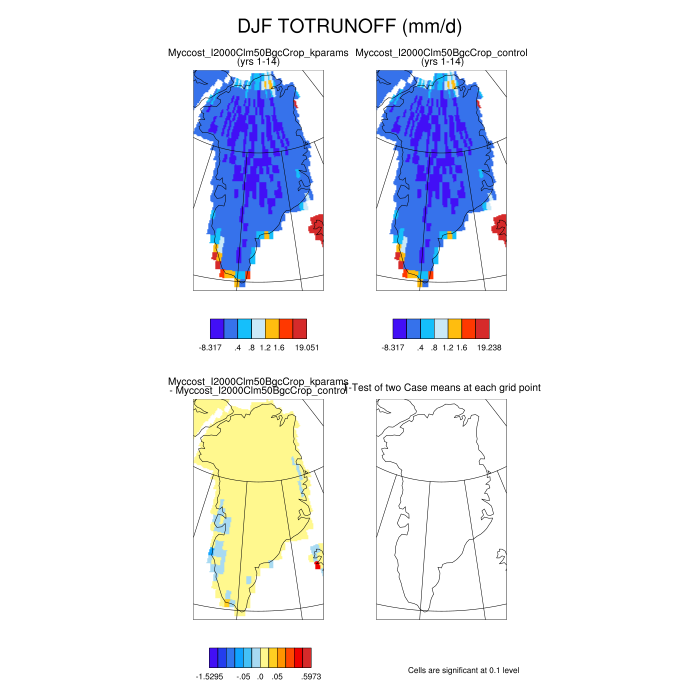 DJF TOTRUNOFF (mm/d)
Myccost_I2000Clm50BgcCrop_kparams
(yrs 1-14)
Myccost_I2000Clm50BgcCrop_control
(yrs 1-14)
-8.317 .4 .8 1.2 1.6 19.051
-8.317 .4 .8 1.2 1.6 19.238
Myccost_I2000Clm50BgcCrop_kparams
- Myccost_I2000Clm50BgcCrop_control
-Test of two Case means at each grid point
-1.5295 -.05 .0 .05 .5973
Cells are significant at 0.1 level